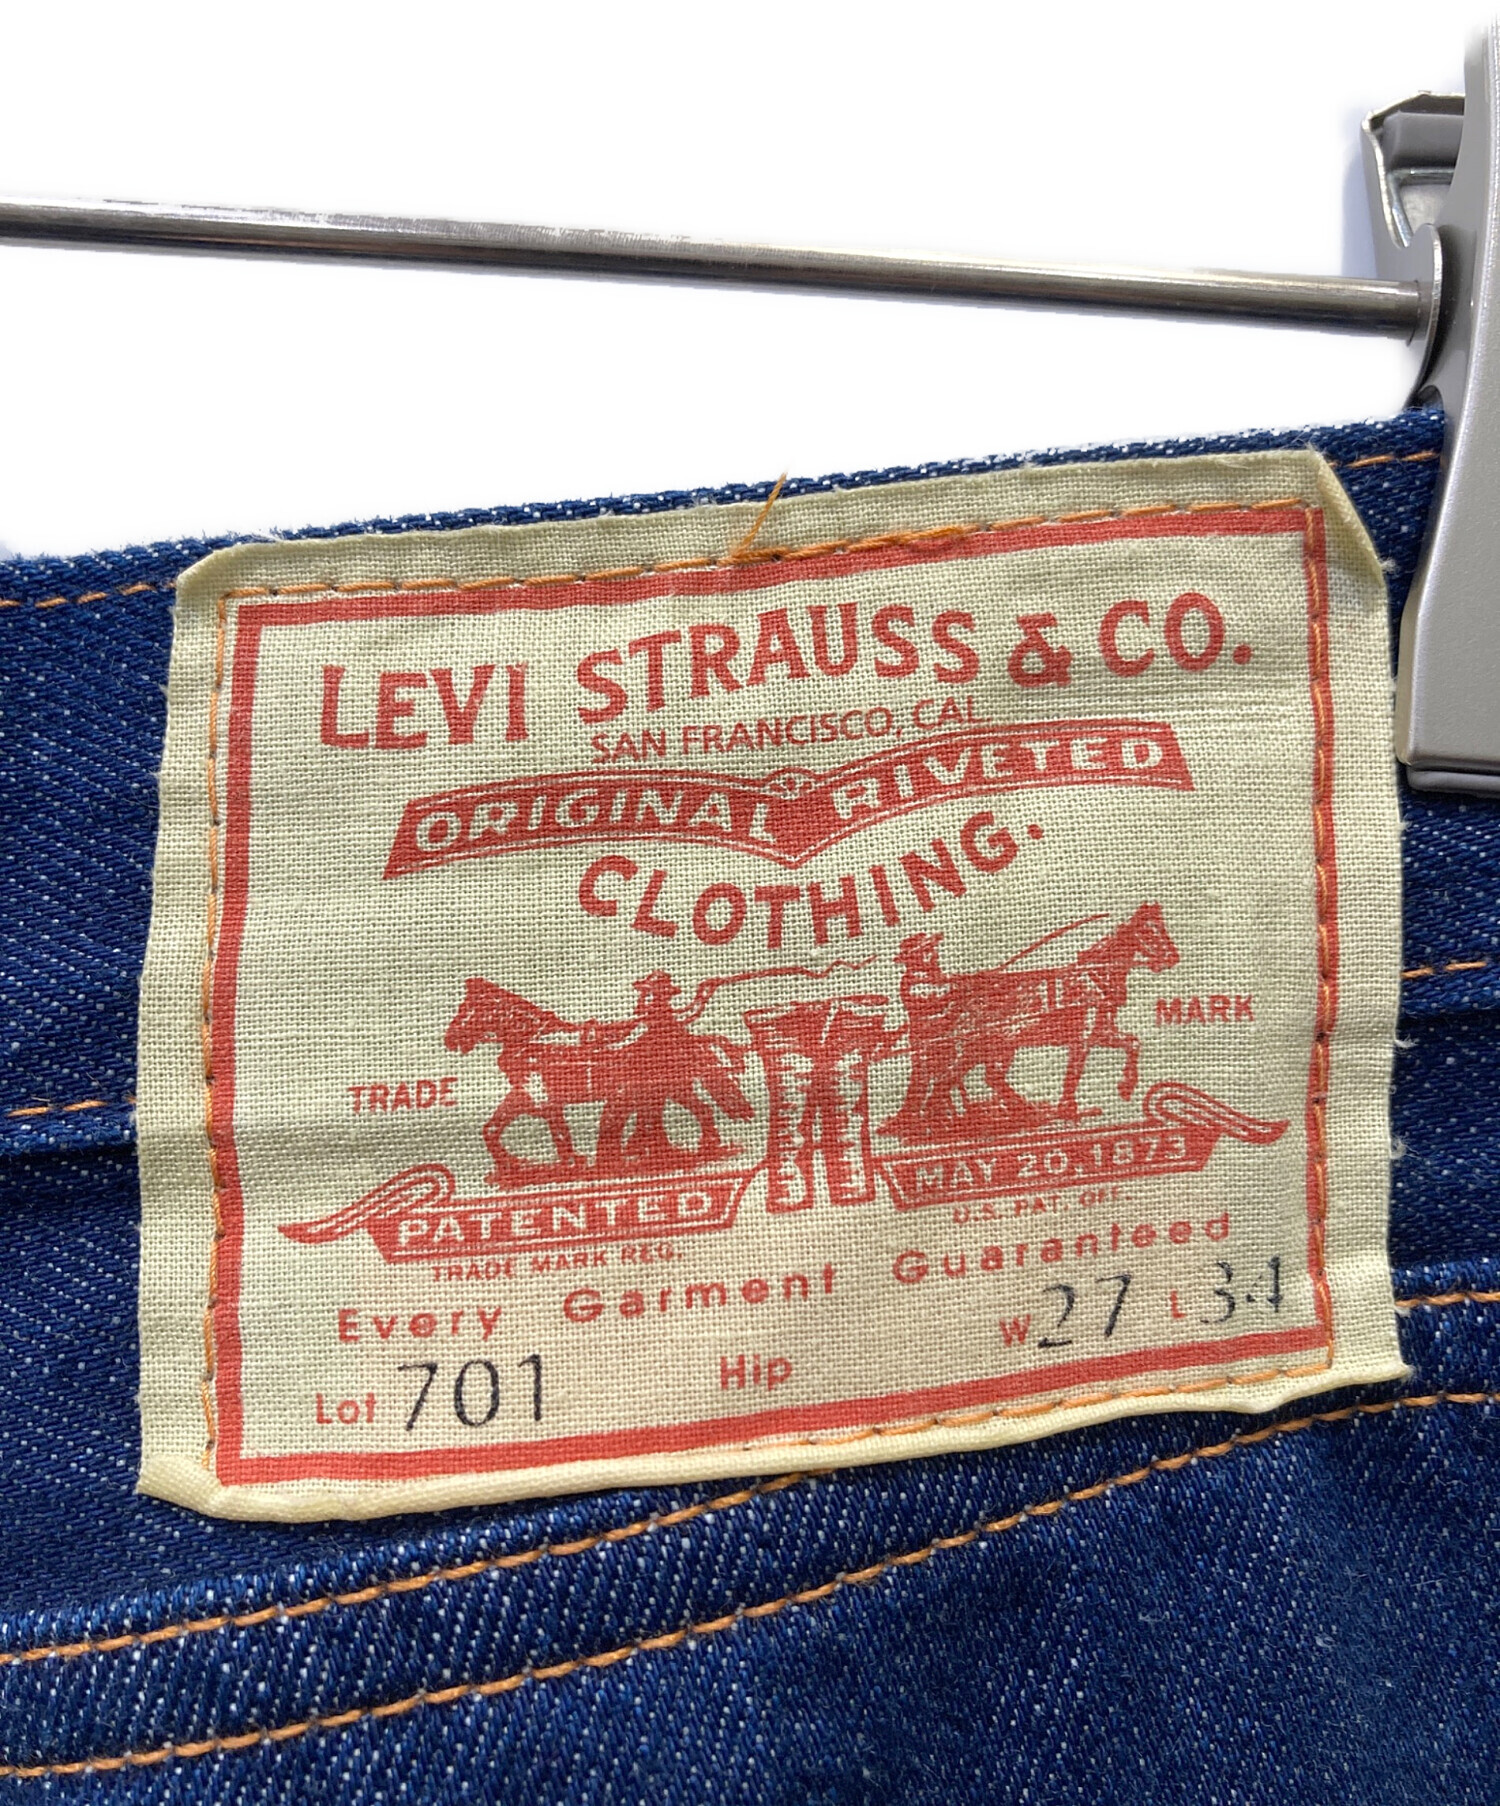 LEVI STRAUSS & CO.
SAN FRANCISCO, CAL
ORIGINAL RIVETED
CLOTHING.
TRADE MARK
PATENTED MAY 20, 1873
TRADE MARK REG. U.S. PAT. OFF.
Every Garment Guaranteed
Lot 701 Hip W 27 L 34